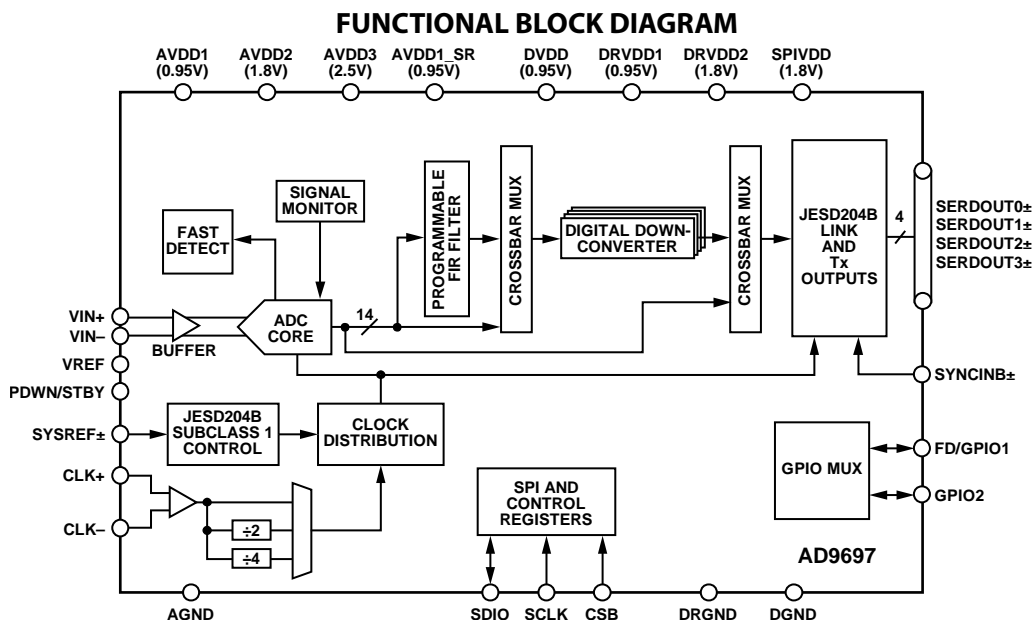 FUNCTIONAL BLOCK DIAGRAM
AVDD1
(0.95V)
AVDD2
(1.8V)
AVDD3
(2.5V)
AVDD1_SR
(0.95V)
DVDD
(0.95V)
DRVDD1
(0.95V)
DRVDD2
(1.8V)
SPIVDD
(1.8V)
SIGNAL
MONITOR
FAST
DETECT
PROGRAMMABLE
FIR FILTER
CROSSBAR MUX
DIGITAL DOWN-
CONVERTER
CROSSBAR MUX
JESD204B
LINK
AND
Tx
OUTPUTS
4
SERDOUT0±
SERDOUT1±
SERDOUT2±
SERDOUT3±
VIN+
VIN–
BUFFER
ADC
CORE
14
VREF
PDWN/STBY
SYSREF±
JESD204B
SUBCLASS 1
CONTROL
CLOCK
DISTRIBUTION
SYNCINB±
CLK+
CLK–
÷2
÷4
SPI AND
CONTROL
REGISTERS
GPIO MUX
FD/GPIO1
GPIO2
AD9697
AGND
SDIO
SCLK
CSB
DRGND
DGND